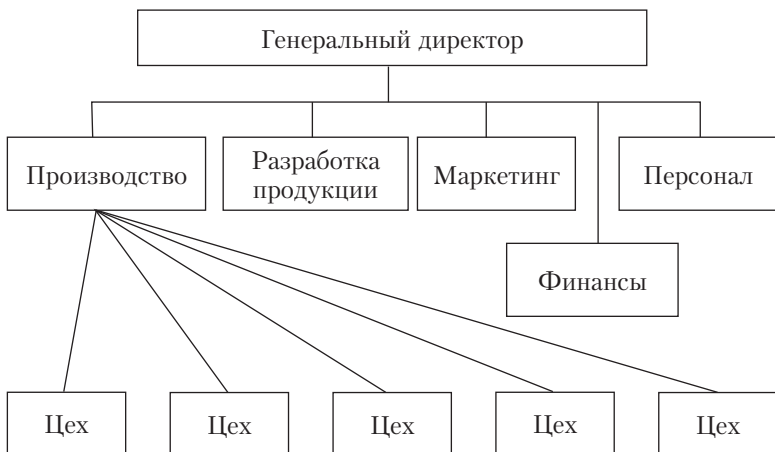 Генеральный директор
Производство
Разработка
продукции
Маркетинг
Персонал
Финансы
Цех
Цех
Цех
Цех
Цех